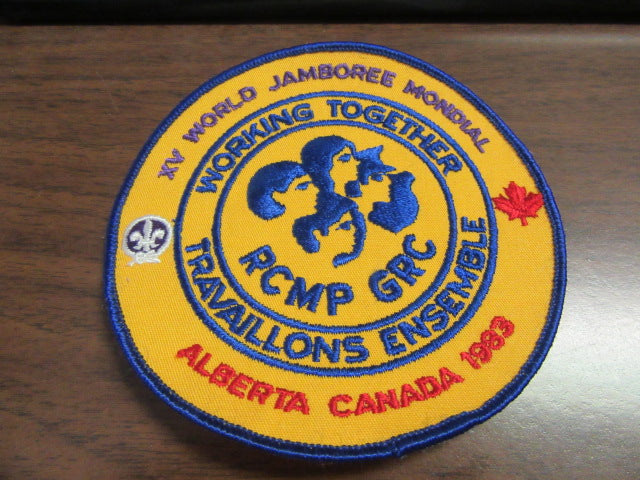 XV WORLD JAMBOREE MONDIAL
WORKING TOGETHER
RCMP GRC
TRAVAILLONS ENSEMBLE
ALBERTA CANADA 1983